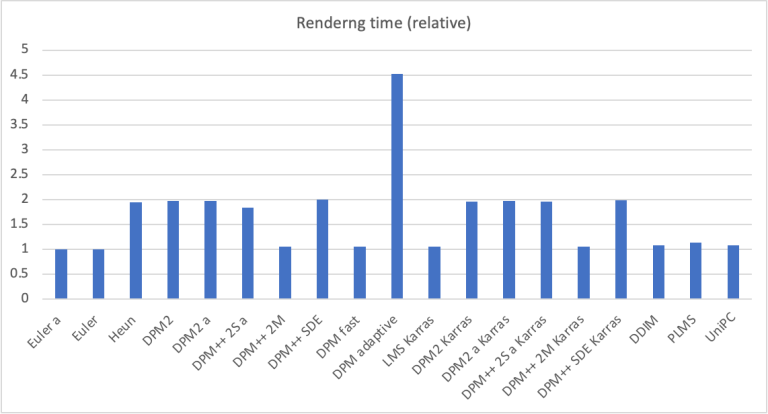 Renderng time (relative)
5
4.5
4
3.5
3
2.5
2
1.5
1
0.5
0
Euler a
Euler
Heun
DPM2
DPM2 a
DPM++ 2S a
DPM++ 2M
DPM++ SDE
DPM fast
DPM adaptive
LMS Karras
DPM2 Karras
DPM2 a Karras
DPM++ 2S a Karras
DPM++ 2M Karras
DPM++ SDE Karras
DDIM
PLMS
UniPC